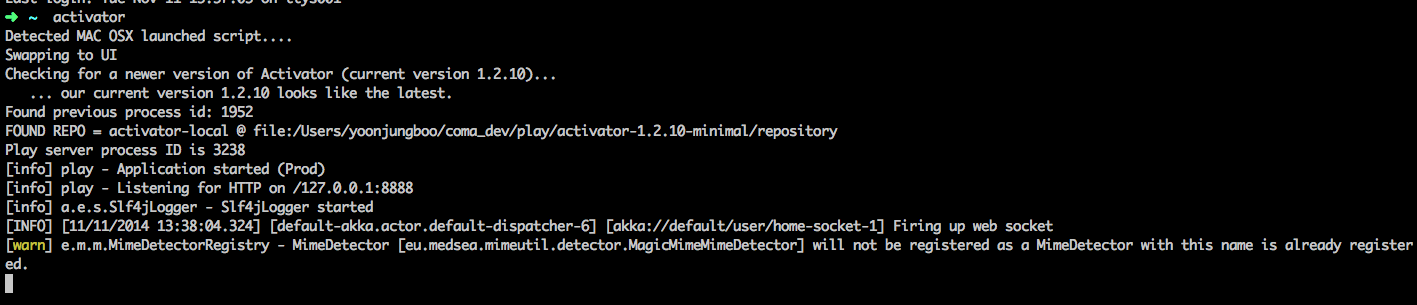 Last login: Tue Nov 11 13:37:03 on ttys001
➜ ~ activator
Detected MAC OSX launched script....
Swapping to UI
Checking for a newer version of Activator (current version 1.2.10)...
... our current version 1.2.10 looks like the latest.
Found previous process id: 1952
FOUND REPO = activator-local @ file:/Users/yoonjungboo/coma_dev/play/activator-1.2.10-minimal/repository
Play server process ID is 3238
[info] play - Application started (Prod)
[info] play - Listening for HTTP on /127.0.0.1:8888
[info] a.e.s.Slf4jLogger - Slf4jLogger started
[INFO] [11/11/2014 13:38:04.324] [default-akka.actor.default-dispatcher-6] [akka://default/user/home-socket-1] Firing up web socket
[warn] e.m.m.MimeDetectorRegistry - MimeDetector [eu.medsea.mimeutil.detector.MagicMimeMimeDetector] will not be registered as a MimeDetector with this name is already register
ed.